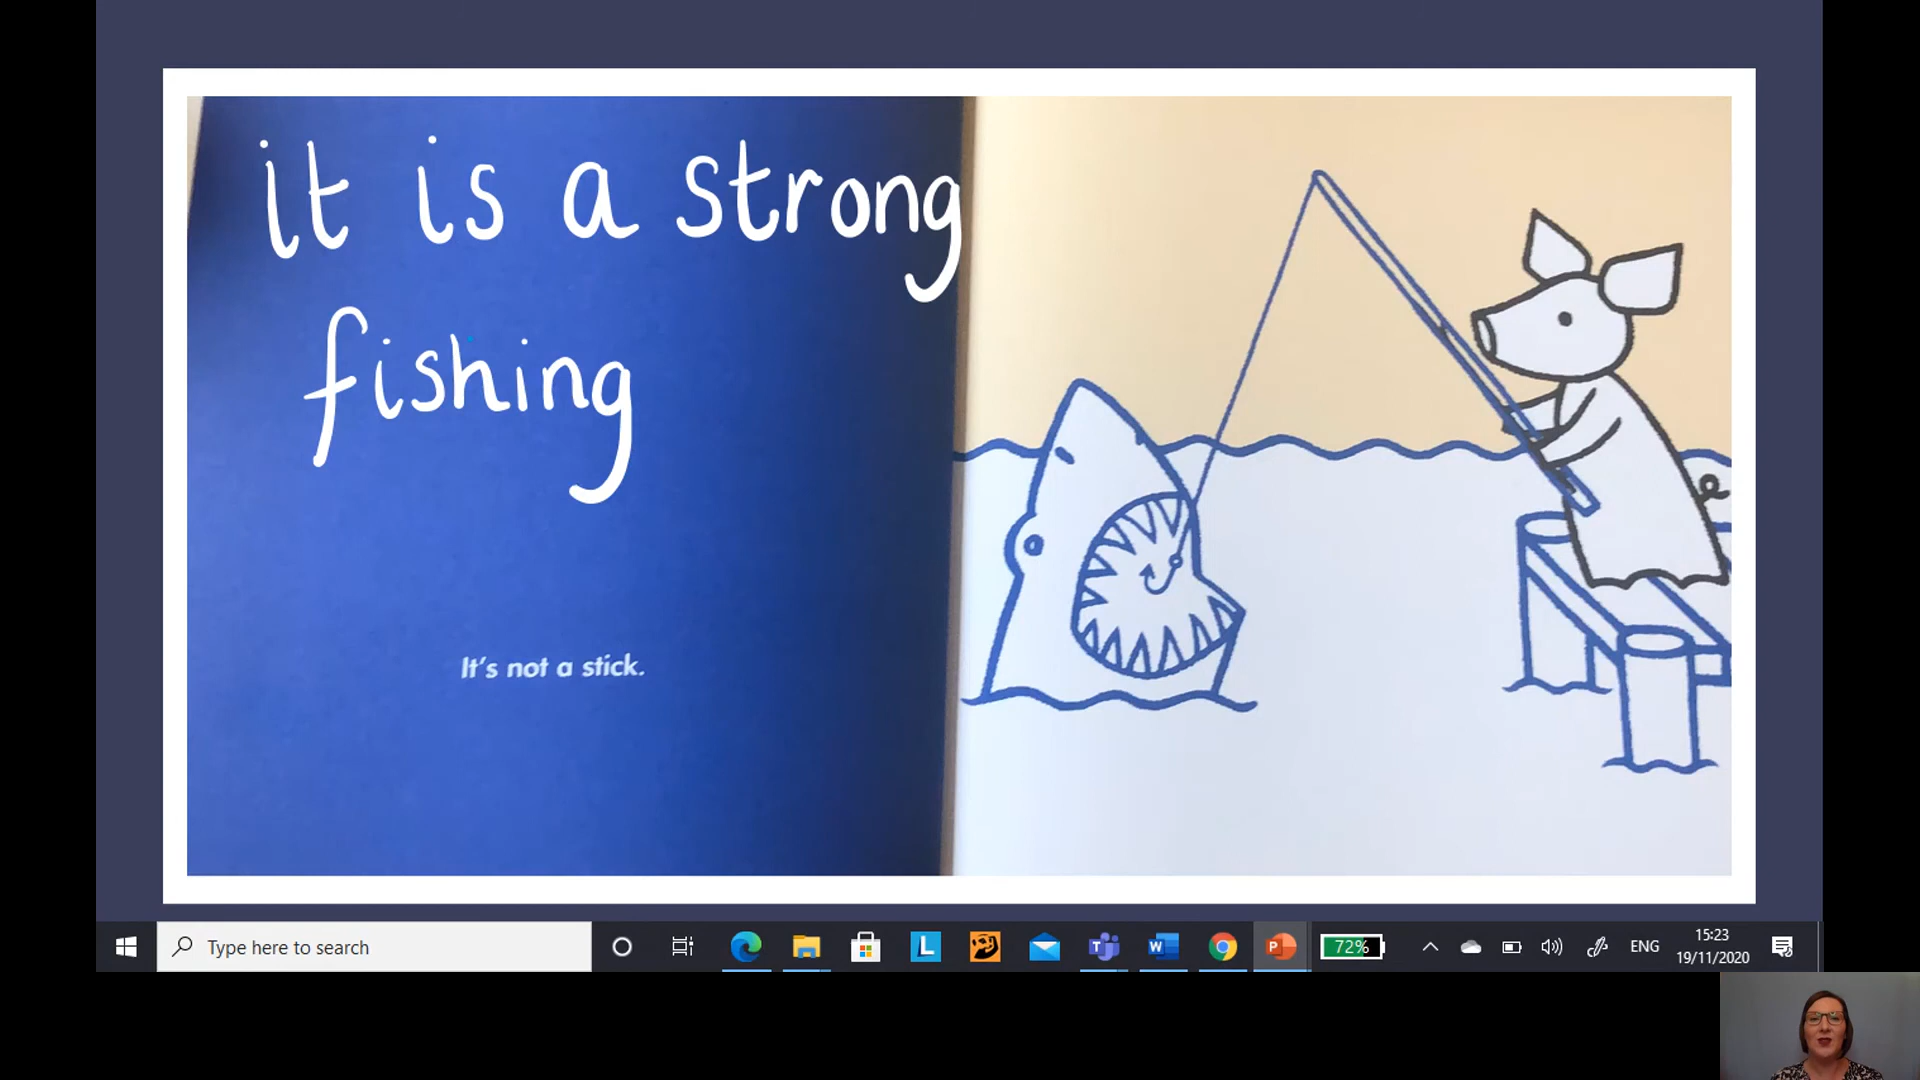 it is a strong
fishing
It's not a stick.
Type here to search
L
T
W
P
72%
ENG
15:23
19/11/2020